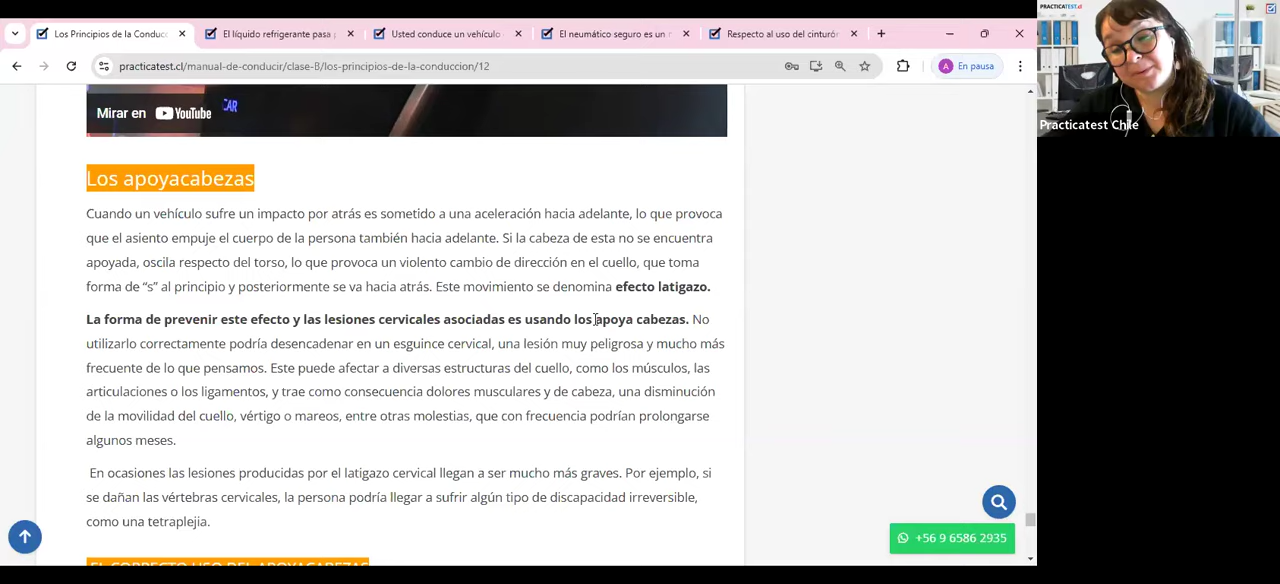 Los Principios de la Conduc
El líquido refrigerante pasa
Usted conduce un vehículo
El neumático seguro es un
Respecto al uso del cinturón
practicatest.cl/manual-de-conducir/clase-B/los-principios-de-la-conduccion/12
A En pausa
PRACTICATEST.cl
Practicatest Chile
Mirar en YouTube
CAR
Los apoyacabezas
Cuando un vehículo sufre un impacto por atrás es sometido a una aceleración hacia adelante, lo que provoca
que el asiento empuje el cuerpo de la persona también hacia adelante. Si la cabeza de esta no se encuentra
apoyada, oscila respecto del torso, lo que provoca un violento cambio de dirección en el cuello, que toma
forma de “s” al principio y posteriormente se va hacia atrás. Este movimiento se denomina efecto latigazo.
La forma de prevenir este efecto y las lesiones cervicales asociadas es usando los apoya cabezas. No
utilizarlo correctamente podría desencadenar en un esguince cervical, una lesión muy peligrosa y mucho más
frecuente de lo que pensamos. Este puede afectar a diversas estructuras del cuello, como los músculos, las
articulaciones o los ligamentos, y trae como consecuencia dolores musculares y de cabeza, una disminución
de la movilidad del cuello, vértigo o mareos, entre otras molestias, que con frecuencia podrían prolongarse
algunos meses.
En ocasiones las lesiones producidas por el latigazo cervical llegan a ser mucho más graves. Por ejemplo, si
se dañan las vértebras cervicales, la persona podría llegar a sufrir algún tipo de discapacidad irreversible,
como una tetraplejia.
EL CORRECTO USO DEL APOYACABEZAS
+56 9 6586 2935